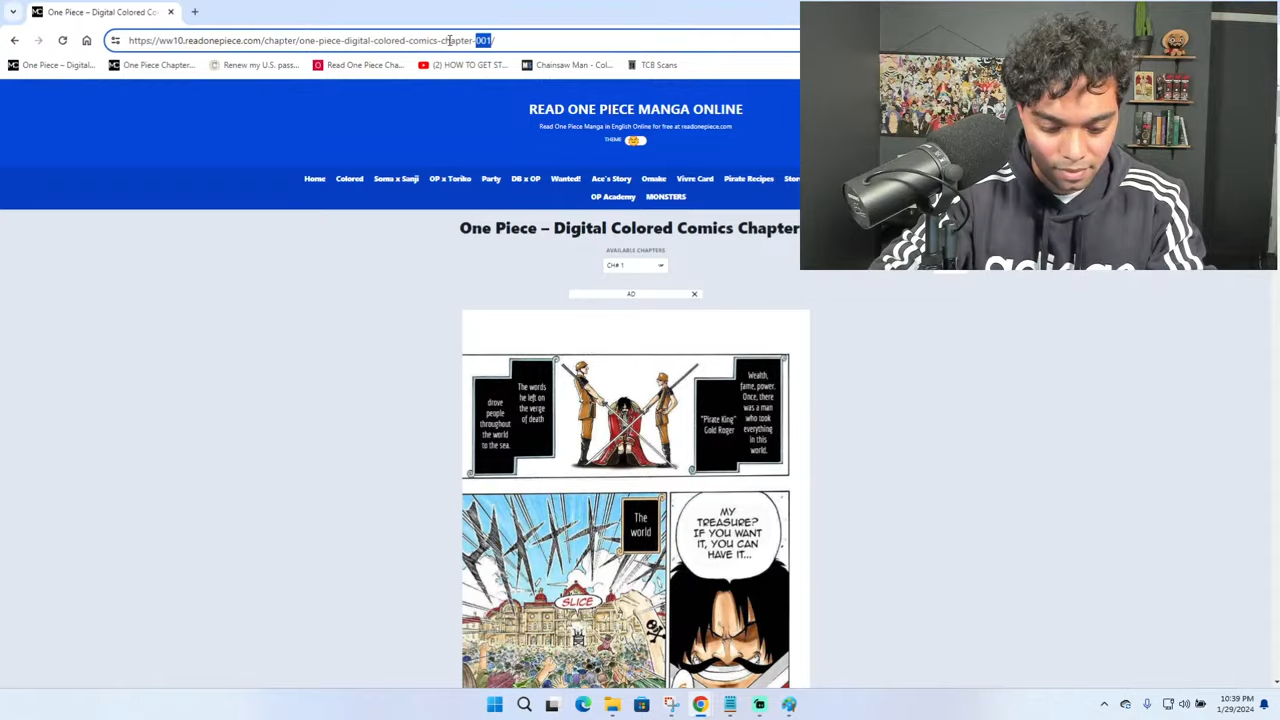 One Piece – Digital Colored Co
https://ww10.readonepiece.com/chapter/one-piece-digital-colored-comics-chapter-001/
One Piece – Digital... One Piece Chapter... Renew my U.S. pass... Read One Piece Cha... (2) HOW TO GET ST... Chainsaw Man - Col... TCB Scans
READ ONE PIECE MANGA ONLINE
Read One Piece Manga in English Online for free at readonepiece.com
THEME
Home Colored Soma x Sanji OP x Toriko Party DB x OP Wanted! Ace's Story Omake Vivre Card Pirate Recipes Stor
OP Academy MONSTERS
One Piece – Digital Colored Comics Chapter
AVAILABLE CHAPTERS
CH# 1
AD
Wealth,
fame, power.
Once, there
was a man
who took
everything
in this
world.
"Pirate King"
Gold Roger
The words
he left on
the verge
of death
drove
people
throughout
the world
to the sea.
MY
TREASURE?
IF YOU WANT
IT, YOU CAN
HAVE IT...
The
world
SLICE
adidas
10:39 PM
1/29/2024